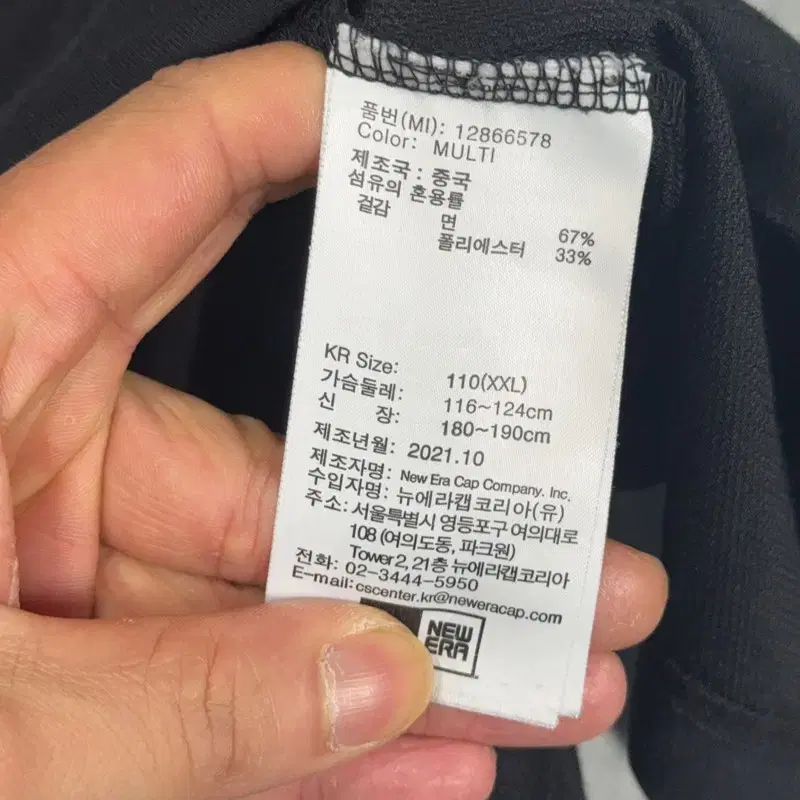 품번(MI): 12866578
Color: MULTI
제조국 : 중국
섬유의 혼용률
겉감 면 67%
폴리에스터 33%
KR Size: 110(XXL)
가슴둘레: 116~124cm
신 장: 180~190cm
제조년월: 2021.10
제조자명: New Era Cap Company. Inc.
수입자명: 뉴에라캡코리아(유)
주소: 서울특별시 영등포구 여의대로
108 (여의도동, 파크원)
Tower 2, 21층 뉴에라캡코리아
전화: 02-3444-5950
E-mail: cscenter.kr@neweracap.com
NEW
ERA